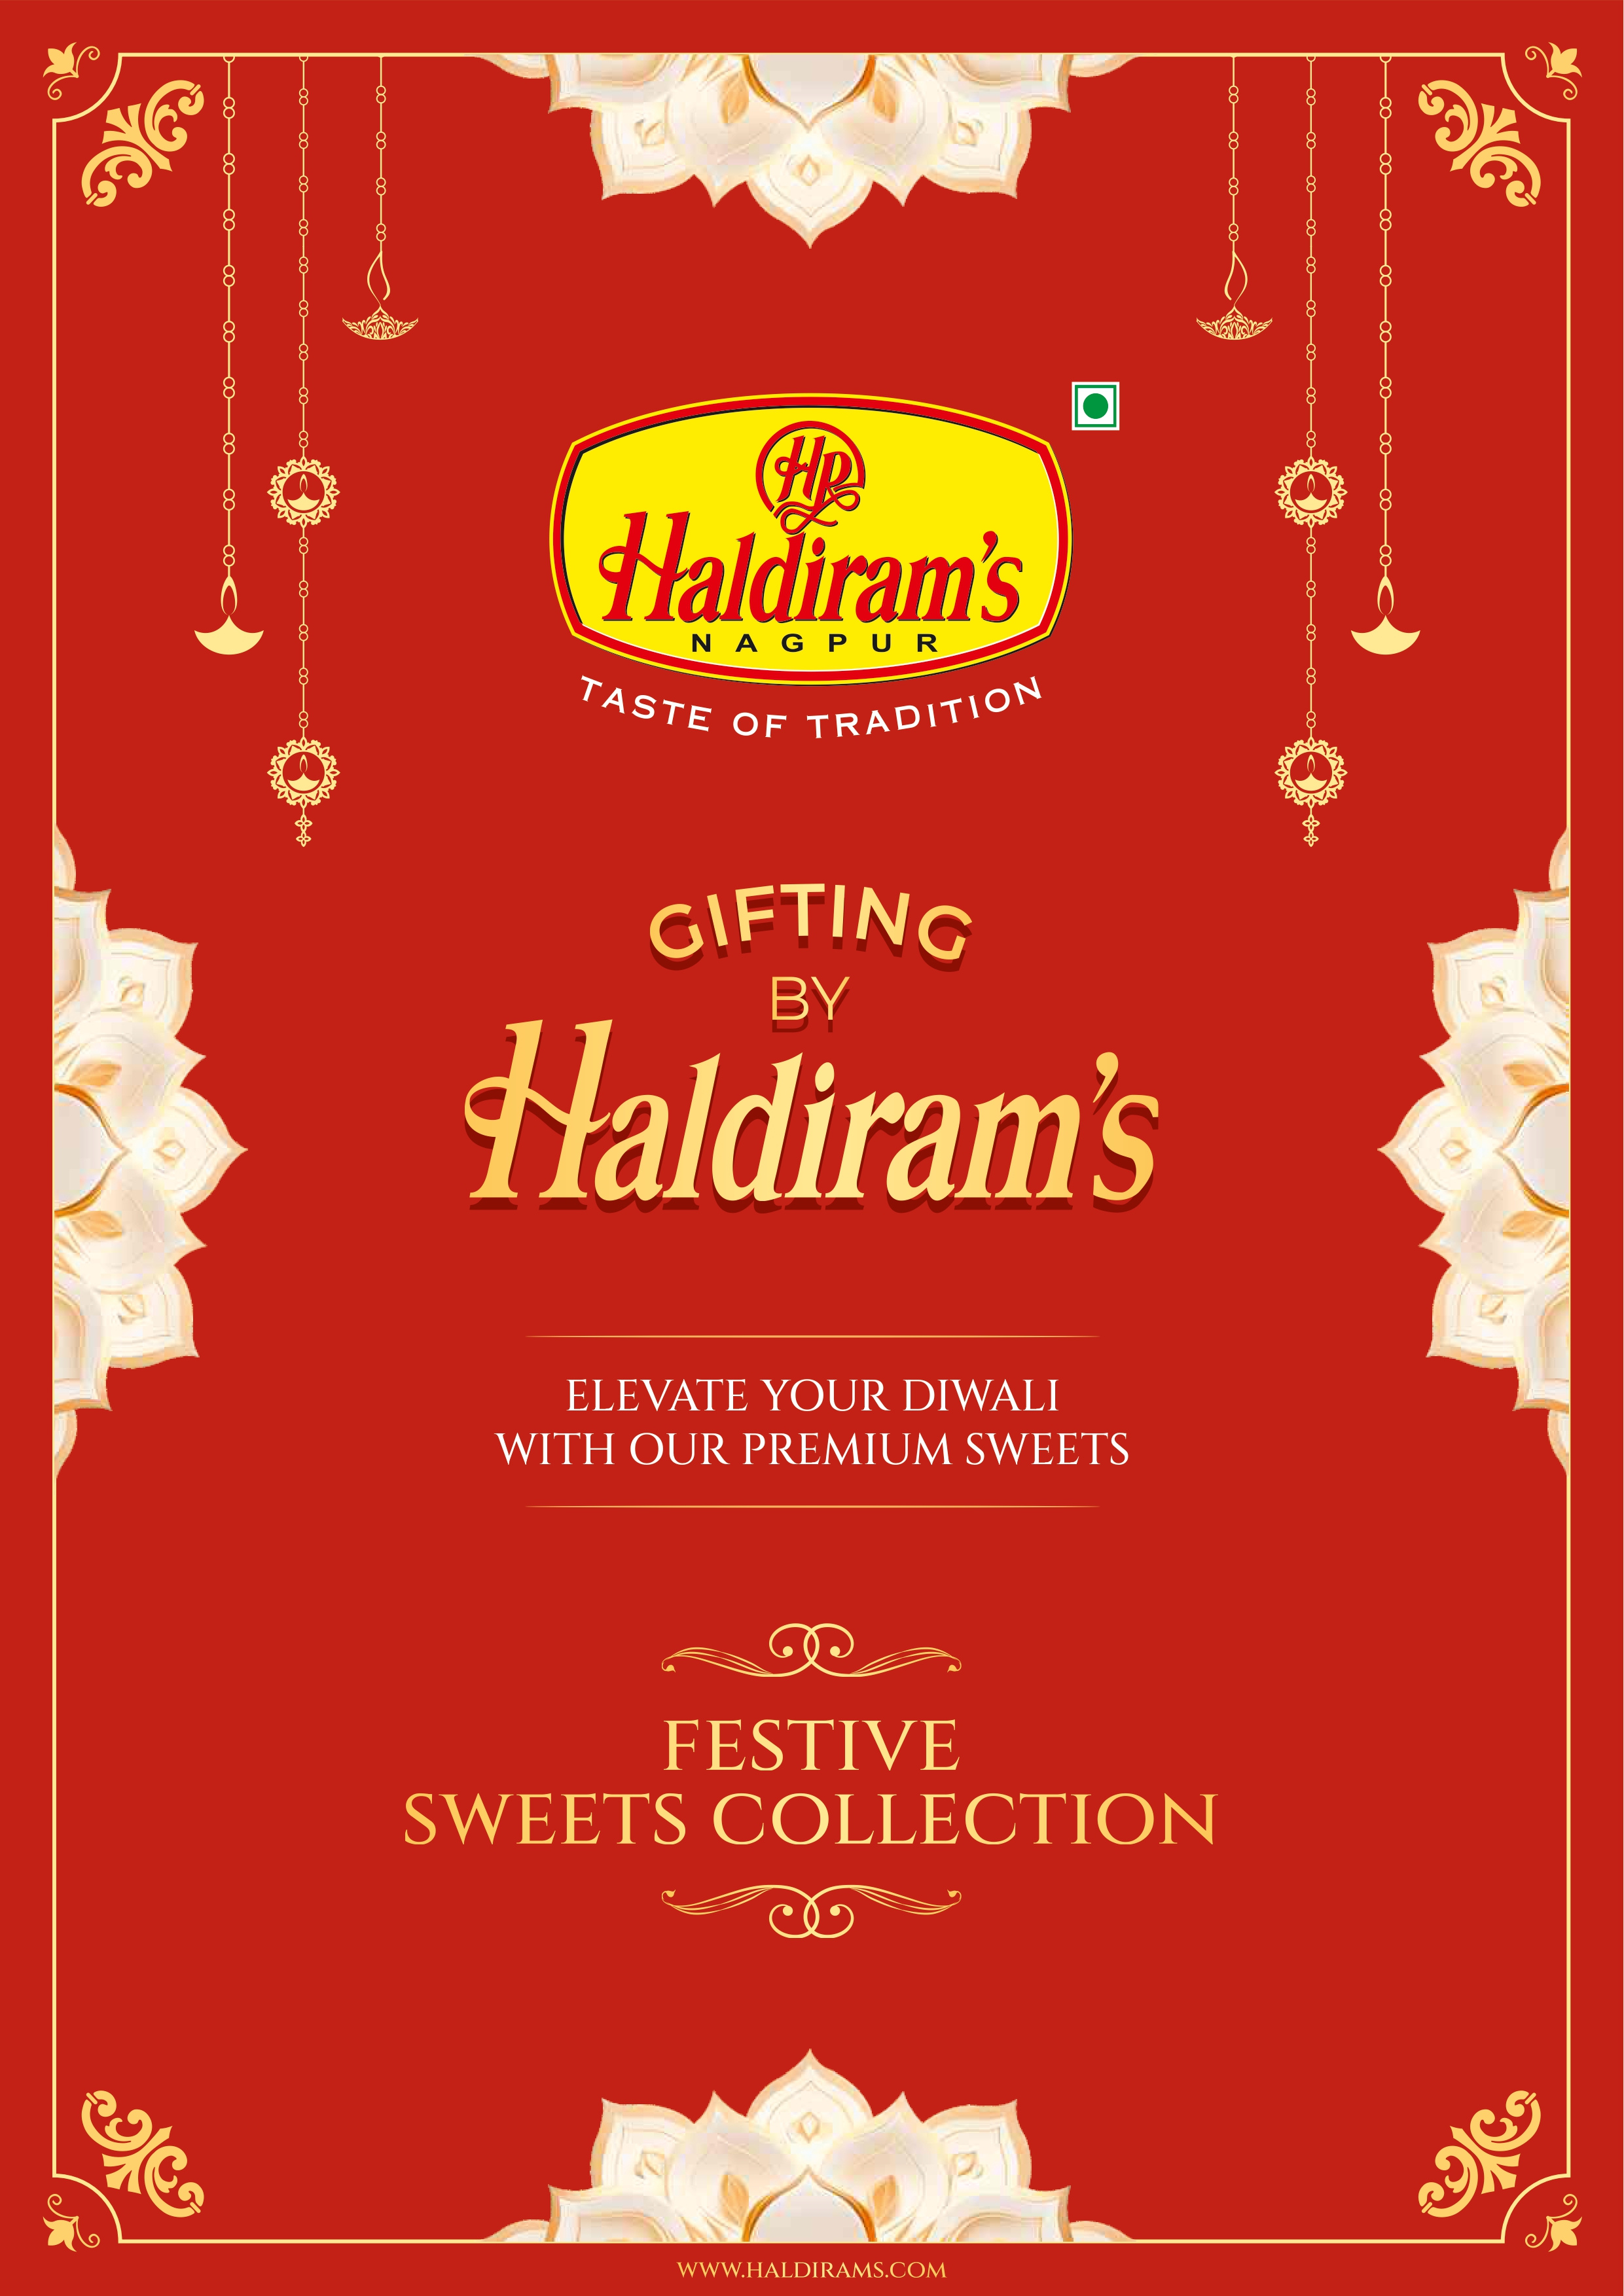 HR
Haldiram's
NAGPUR
TASTE OF TRADITION
GIFTING
BY
Haldiram's
ELEVATE YOUR DIWALI
WITH OUR PREMIUM SWEETS
FESTIVE
SWEETS COLLECTION
WWW.HALDIRAMS.COM